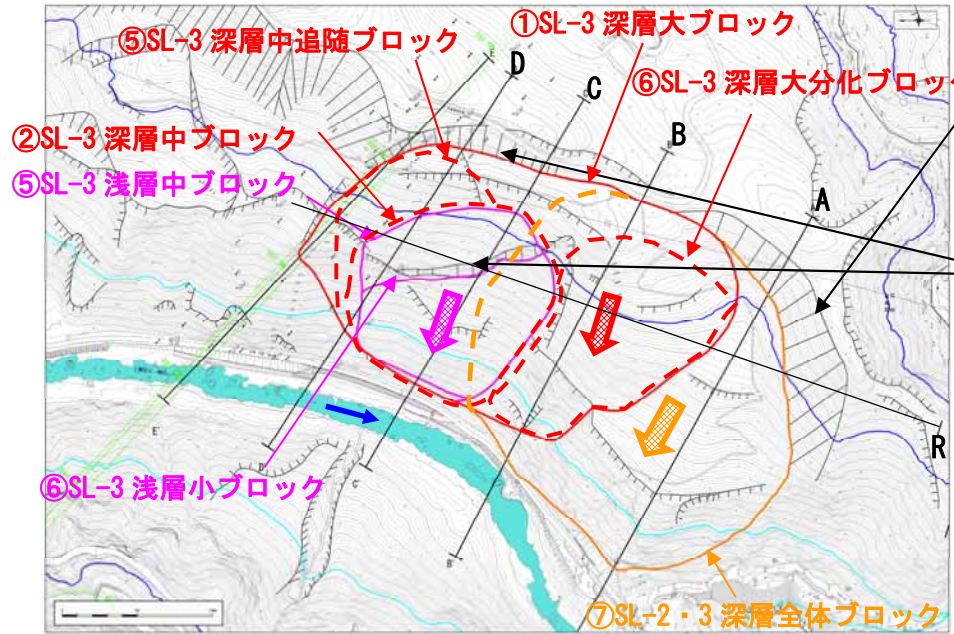 ①SL-3 深層大ブロック
⑤SL-3 深層中追随ブロック
D
C
⑥SL-3 深層大分化ブロック
②SL-3 深層中ブロック
B
⑤SL-3 浅層中ブロック
A
R
⑥SL-3 浅層小ブロック
⑦SL-2・3 深層全体ブロック